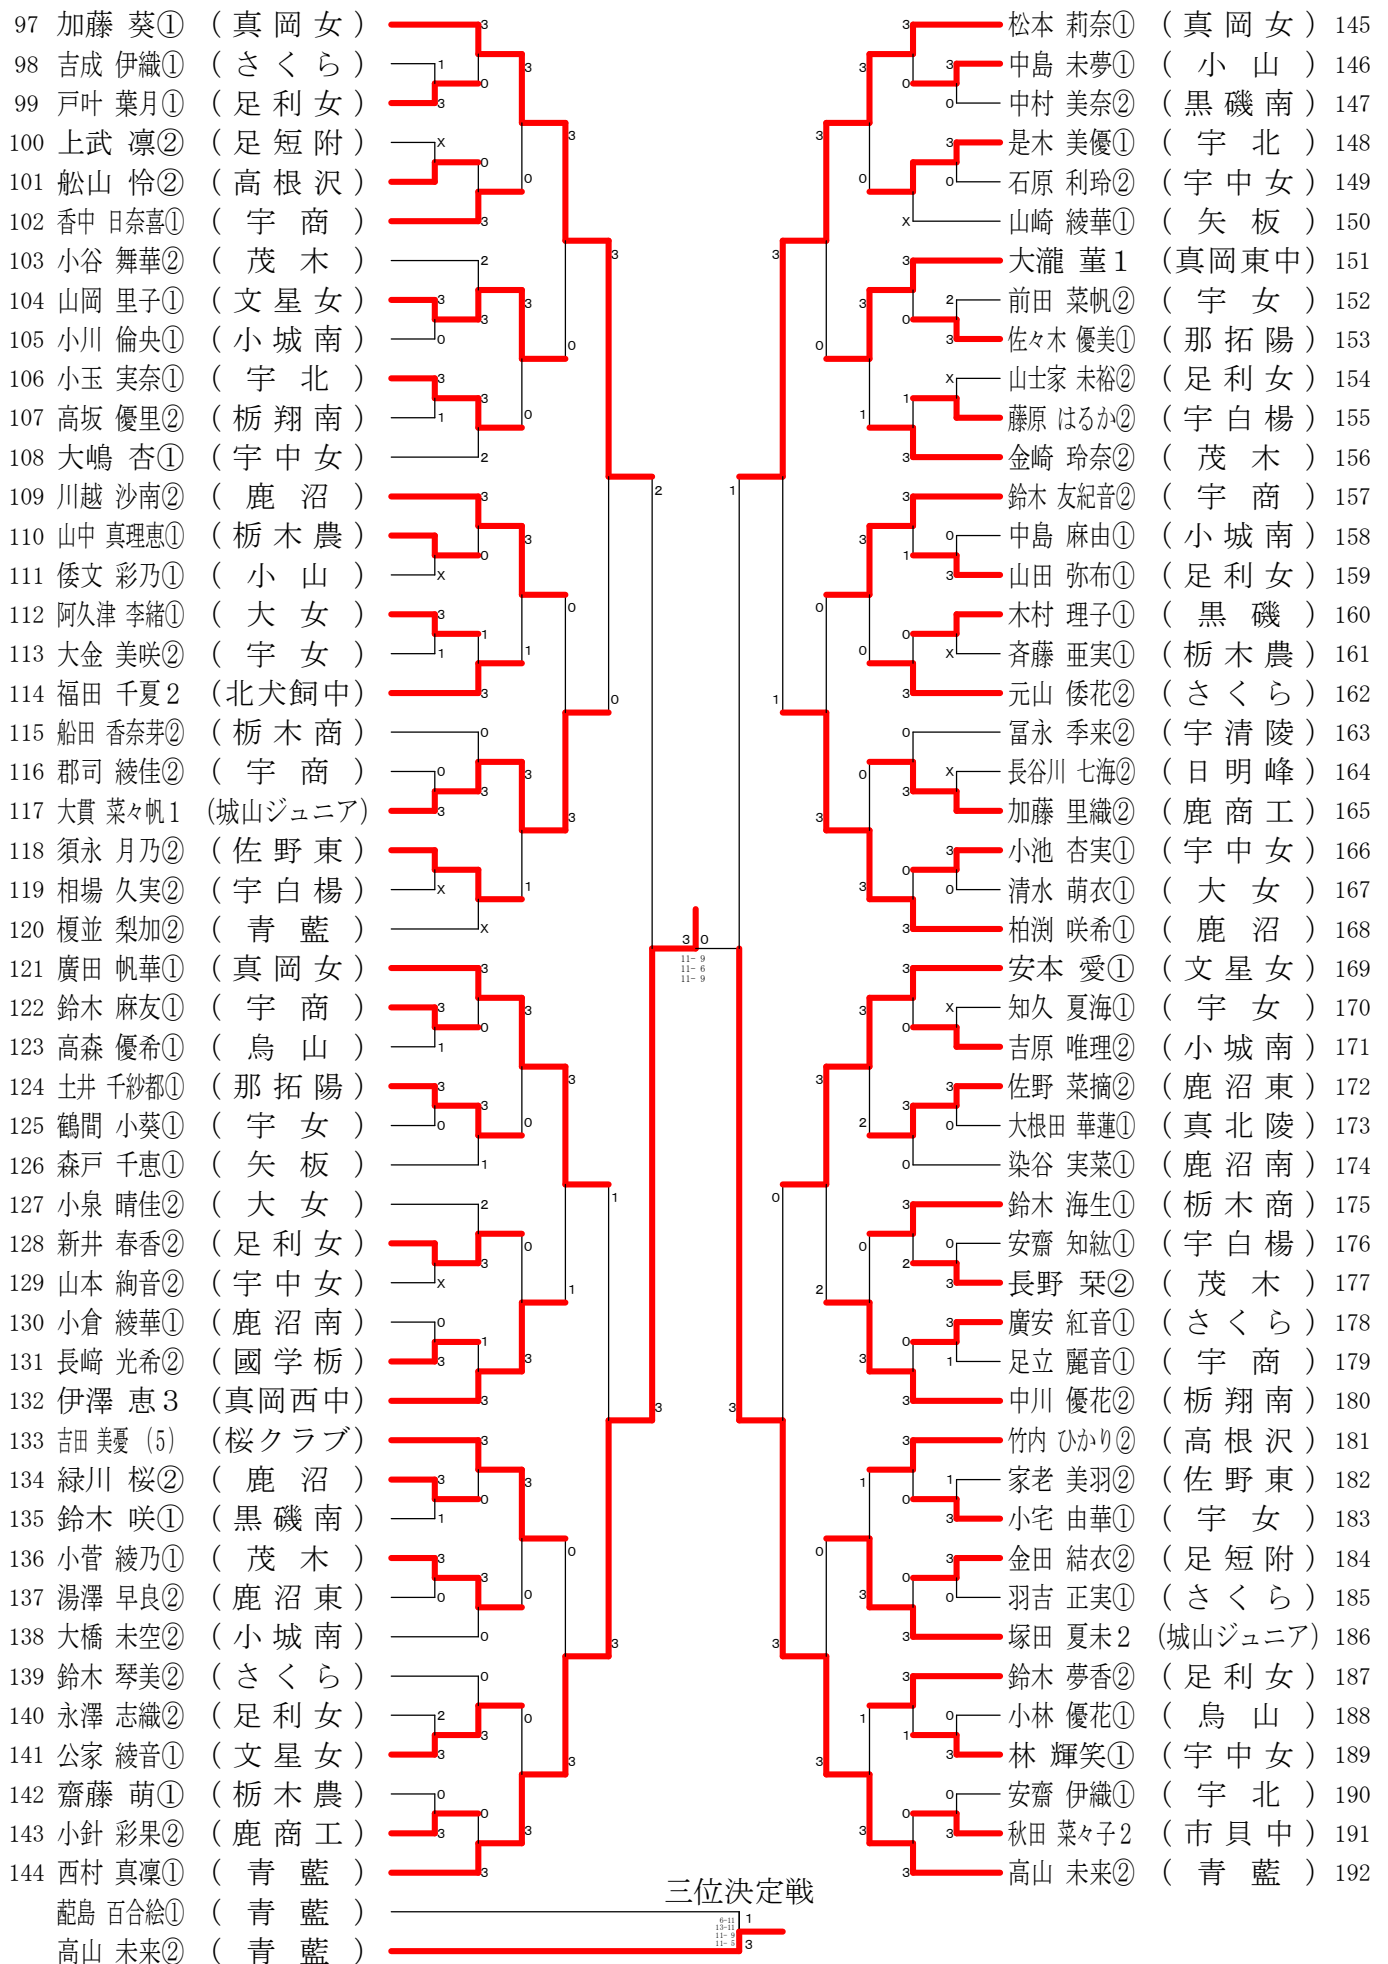 97 加藤 葵① (真岡女)
98 吉成 伊織① (さくら)
99 戸叶 葉月① (足利女)
100 上武 凛② (足短附)
101 舩山 怜② (高根沢)
102 香中 日奈喜① (宇商)
103 小谷 舞華② (茂木)
104 山岡 里子① (文星女)
105 小川 倫央① (小城南)
106 小玉 実奈① (宇北)
107 高坂 優里② (栃翔南)
108 大嶋 杏① (宇中女)
109 川越 沙南② (鹿沼)
110 山中 真理恵① (栃木農)
111 倭文 彩乃① (小山)
112 阿久津 李緒① (大女)
113 大金 美咲② (宇女)
114 福田 千夏2 (北犬飼中)
115 船田 香奈芽② (栃木商)
116 郡司 綾佳② (宇商)
117 大貫 菜々帆1 (城山ジュニア)
118 須永 月乃② (佐野東)
119 相場 久実② (宇白楊)
120 榎並 梨加② (青藍)
121 廣田 帆華① (真岡女)
122 鈴木 麻友① (宇商)
123 高森 優希① (烏山)
124 土井 千紗都① (那拓陽)
125 鶴間 小葵① (宇女)
126 森戸 千恵① (矢板)
127 小泉 晴佳② (大女)
128 新井 春香② (足利女)
129 山本 絢音② (宇中女)
130 小倉 綾華① (鹿沼南)
131 長崎 光希② (國学栃)
132 伊澤 恵3 (真岡西中)
133 吉田 美憂 (5) (桜クラブ)
134 緑川 桜② (鹿沼)
135 鈴木 咲① (黒磯南)
136 小菅 綾乃① (茂木)
137 湯澤 早良② (鹿沼東)
138 大橋 未空② (小城南)
139 鈴木 琴美② (さくら)
140 永澤 志織② (足利女)
141 公家 綾音① (文星女)
142 齋藤 萌① (栃木農)
143 小針 彩果② (鹿商工)
144 西村 真凜① (青藍)
松本 莉奈① (真岡女) 145
中島 未夢① (小山) 146
中村 美奈② (黒磯南) 147
是木 美優① (宇北) 148
石原 利玲② (宇中女) 149
山崎 綾華① (矢板) 150
大瀧 菫1 (真岡東中) 151
前田 菜帆② (宇女) 152
佐々木 優美① (那拓陽) 153
山士家 未裕② (足利女) 154
藤原 はるか② (宇白楊) 155
金崎 玲奈② (茂木) 156
鈴木 友紀音② (宇商) 157
中島 麻由① (小城南) 158
山田 弥布① (足利女) 159
木村 理子① (黒磯) 160
斉藤 亜実① (栃木農) 161
元山 倭花② (さくら) 162
冨永 季来② (宇清陵) 163
長谷川 七海② (日明峰) 164
加藤 里織② (鹿商工) 165
小池 杏実① (宇中女) 166
清水 萌衣① (大女) 167
柏渕 咲希① (鹿沼) 168
安本 愛① (文星女) 169
知久 夏海① (宇女) 170
吉原 唯理② (小城南) 171
佐野 菜摘② (鹿沼東) 172
大根田 華蓮① (真北陵) 173
染谷 実菜① (鹿沼南) 174
鈴木 海生① (栃木商) 175
安齋 知紘① (宇白楊) 176
長野 栞② (茂木) 177
廣安 紅音① (さくら) 178
足立 麗音① (宇商) 179
中川 優花② (栃翔南) 180
竹内 ひかり② (高根沢) 181
家老 美羽② (佐野東) 182
小宅 由華① (宇女) 183
金田 結衣② (足短附) 184
羽吉 正実① (さくら) 185
塚田 夏未2 (城山ジュニア) 186
鈴木 夢香② (足利女) 187
小林 優花① (烏山) 188
林 輝笑① (宇中女) 189
安齋 伊織① (宇北) 190
秋田 菜々子2 (市貝中) 191
高山 未来② (青藍) 192
3 0
11- 9
11- 6
11- 9
三位決定戦
百合絵① (青藍)
高山 未来② (青藍)
6-11
13-11
11- 9
11- 5
1
3